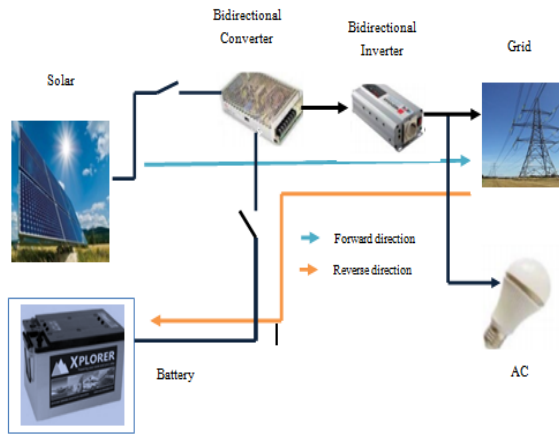 Bidirectional
Converter
Bidirectional
Inverter
Grid
Solar
Forward direction
Reverse direction
XPLORER
Battery
AC